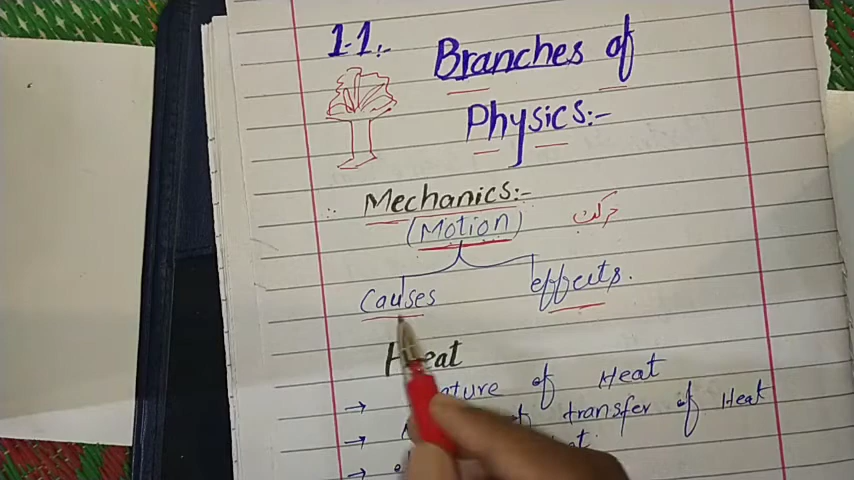 1.1:-
Branches of
Physics:-
Mechanics:-
(Motion) حرکت
Causes effects.
Heat
of Heat
transfer of Heat